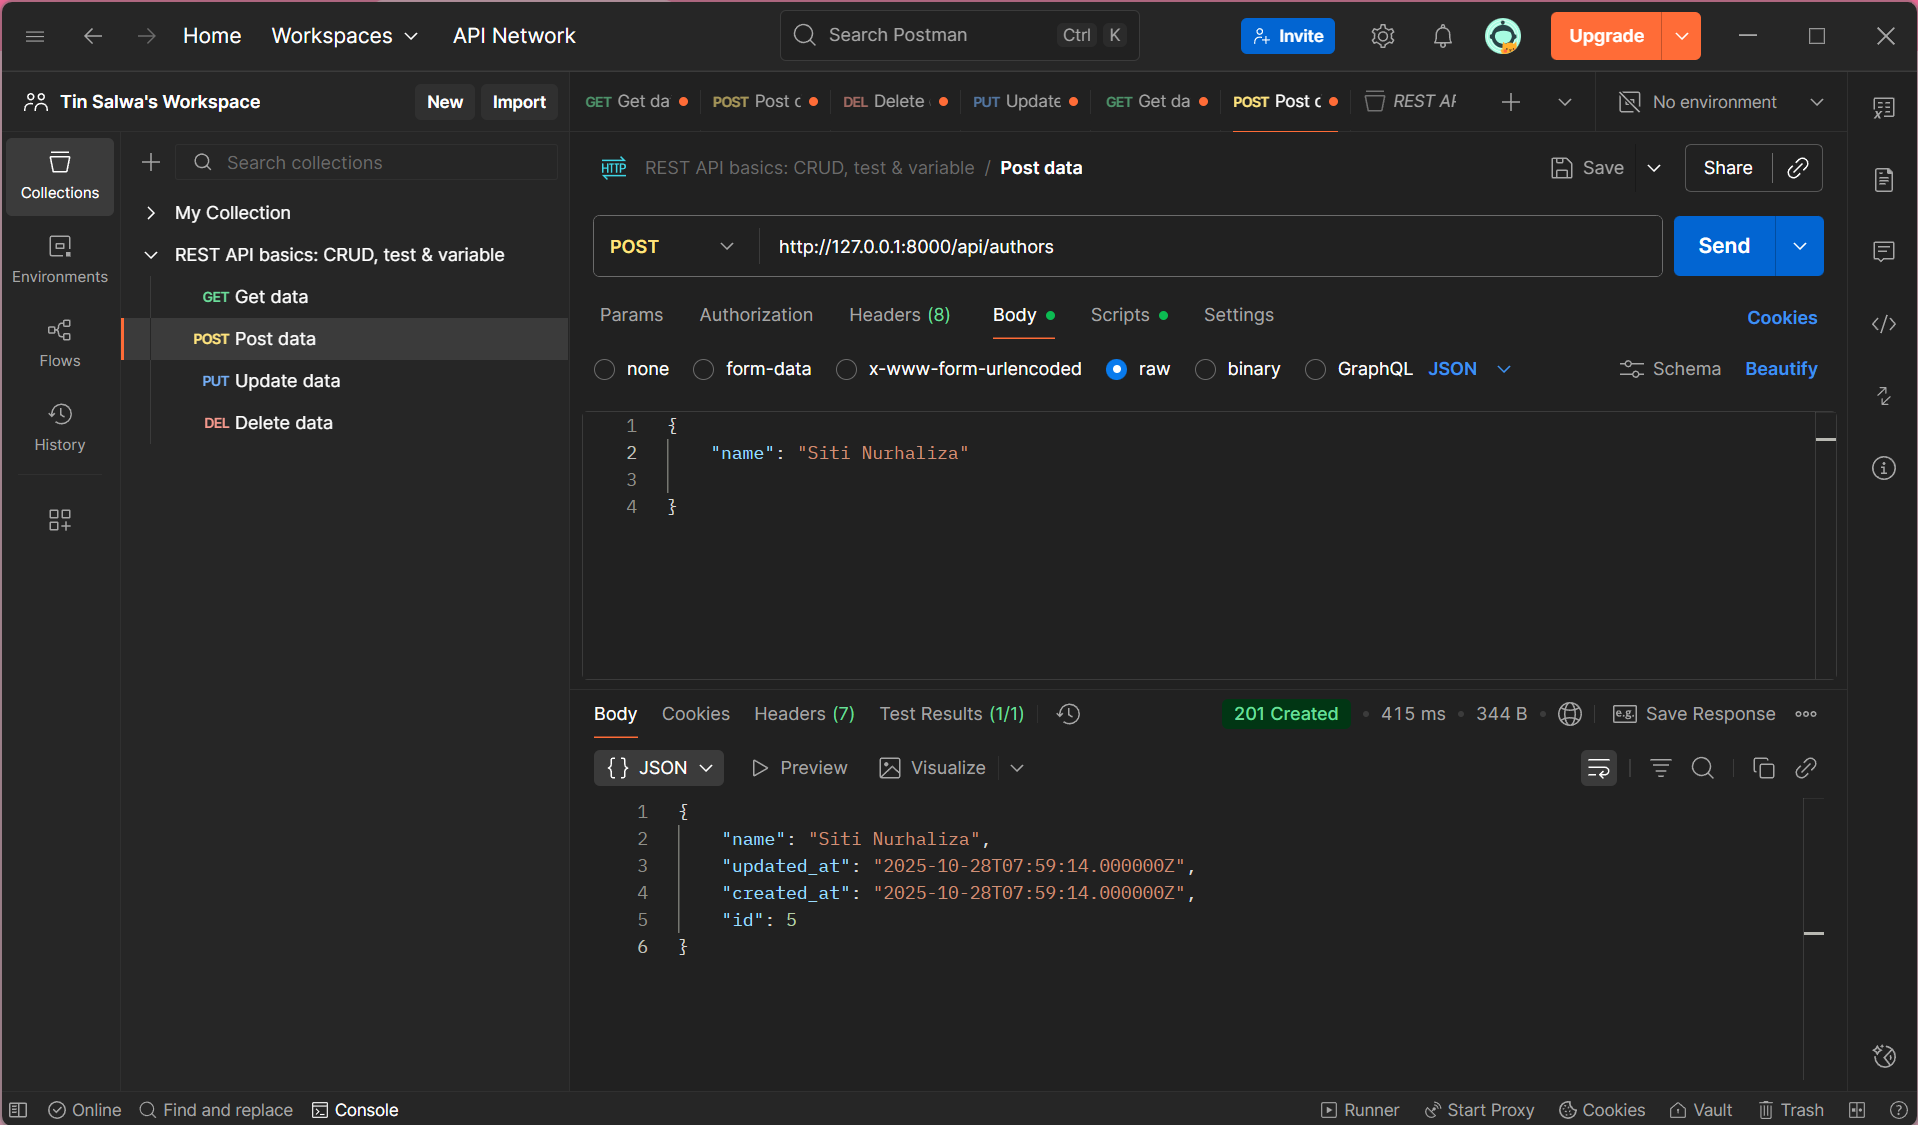 Home Workspaces API Network Search Postman Ctrl K Invite Upgrade
Tin Salwa's Workspace New Import GET Get da POST Post c DEL Delete PUT Update GET Get da POST Post c REST AF No environment
Collections
Environments
Flows
History
Search collections
My Collection
REST API basics: CRUD, test & variable
GET Get data
POST Post data
PUT Update data
DEL Delete data
HTTP REST API basics: CRUD, test & variable / Post data Save Share
POST http://127.0.0.1:8000/api/authors Send
Params Authorization Headers (8) Body Scripts Settings Cookies
none form-data x-www-form-urlencoded raw binary GraphQL JSON Schema Beautify
1 {
2 "name": "Siti Nurhaliza"
3
4 }
Body Cookies Headers (7) Test Results (1/1) 201 Created 415 ms 344 B e.g. Save Response
{} JSON Preview Visualize
1 {
2 "name": "Siti Nurhaliza",
3 "updated_at": "2025-10-28T07:59:14.000000Z",
4 "created_at": "2025-10-28T07:59:14.000000Z",
5 "id": 5
6 }
Online Find and replace Console Runner Start Proxy Cookies Vault Trash